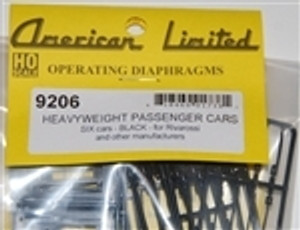 American Limited
HO
SCALE
OPERATING DIAPHRAGMS
9206
HEAVYWEIGHT PASSENGER CARS
SIX cars - BLACK - for Rivarossi
and other manufacturers